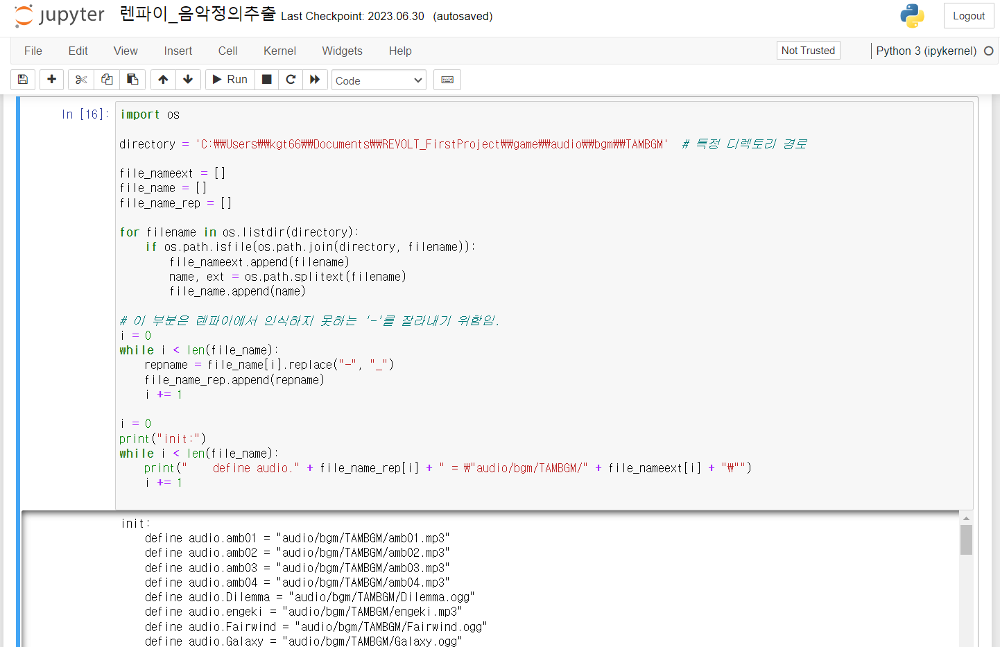 jupyter 렌파이_음악정의추출 Last Checkpoint: 2023.06.30 (autosaved) Logout
File Edit View Insert Cell Kernel Widgets Help Not Trusted Python 3 (ipykernel)
Run Code
In [16]: import os
directory = 'C:₩₩Users₩₩kgt66₩₩Documents₩₩REVOLT_FirstProject₩₩game₩₩audio₩₩bgm₩₩TAMBGM' # 특정 디렉토리 경로
file_nameext = []
file_name = []
file_name_rep = []
for filename in os.listdir(directory):
    if os.path.isfile(os.path.join(directory, filename)):
        file_nameext.append(filename)
        name, ext = os.path.splitext(filename)
        file_name.append(name)
# 이 부분은 렌파이에서 인식하지 못하는 '-'를 잘라내기 위함임.
i = 0
while i < len(file_name):
    repname = file_name[i].replace("-", "_")
    file_name_rep.append(repname)
    i += 1
i = 0
print("init:")
while i < len(file_name):
    print("    define audio." + file_name_rep[i] + " = ₩"audio/bgm/TAMBGM/" + file_nameext[i] + "₩"")
    i += 1
init:
    define audio.amb01 = "audio/bgm/TAMBGM/amb01.mp3"
    define audio.amb02 = "audio/bgm/TAMBGM/amb02.mp3"
    define audio.amb03 = "audio/bgm/TAMBGM/amb03.mp3"
    define audio.amb04 = "audio/bgm/TAMBGM/amb04.mp3"
    define audio.Dilemma = "audio/bgm/TAMBGM/Dilemma.ogg"
    define audio.engeki = "audio/bgm/TAMBGM/engeki.mp3"
    define audio.Fairwind = "audio/bgm/TAMBGM/Fairwind.ogg"
    define audio.Galaxy = "audio/bgm/TAMBGM/Galaxy.ogg"